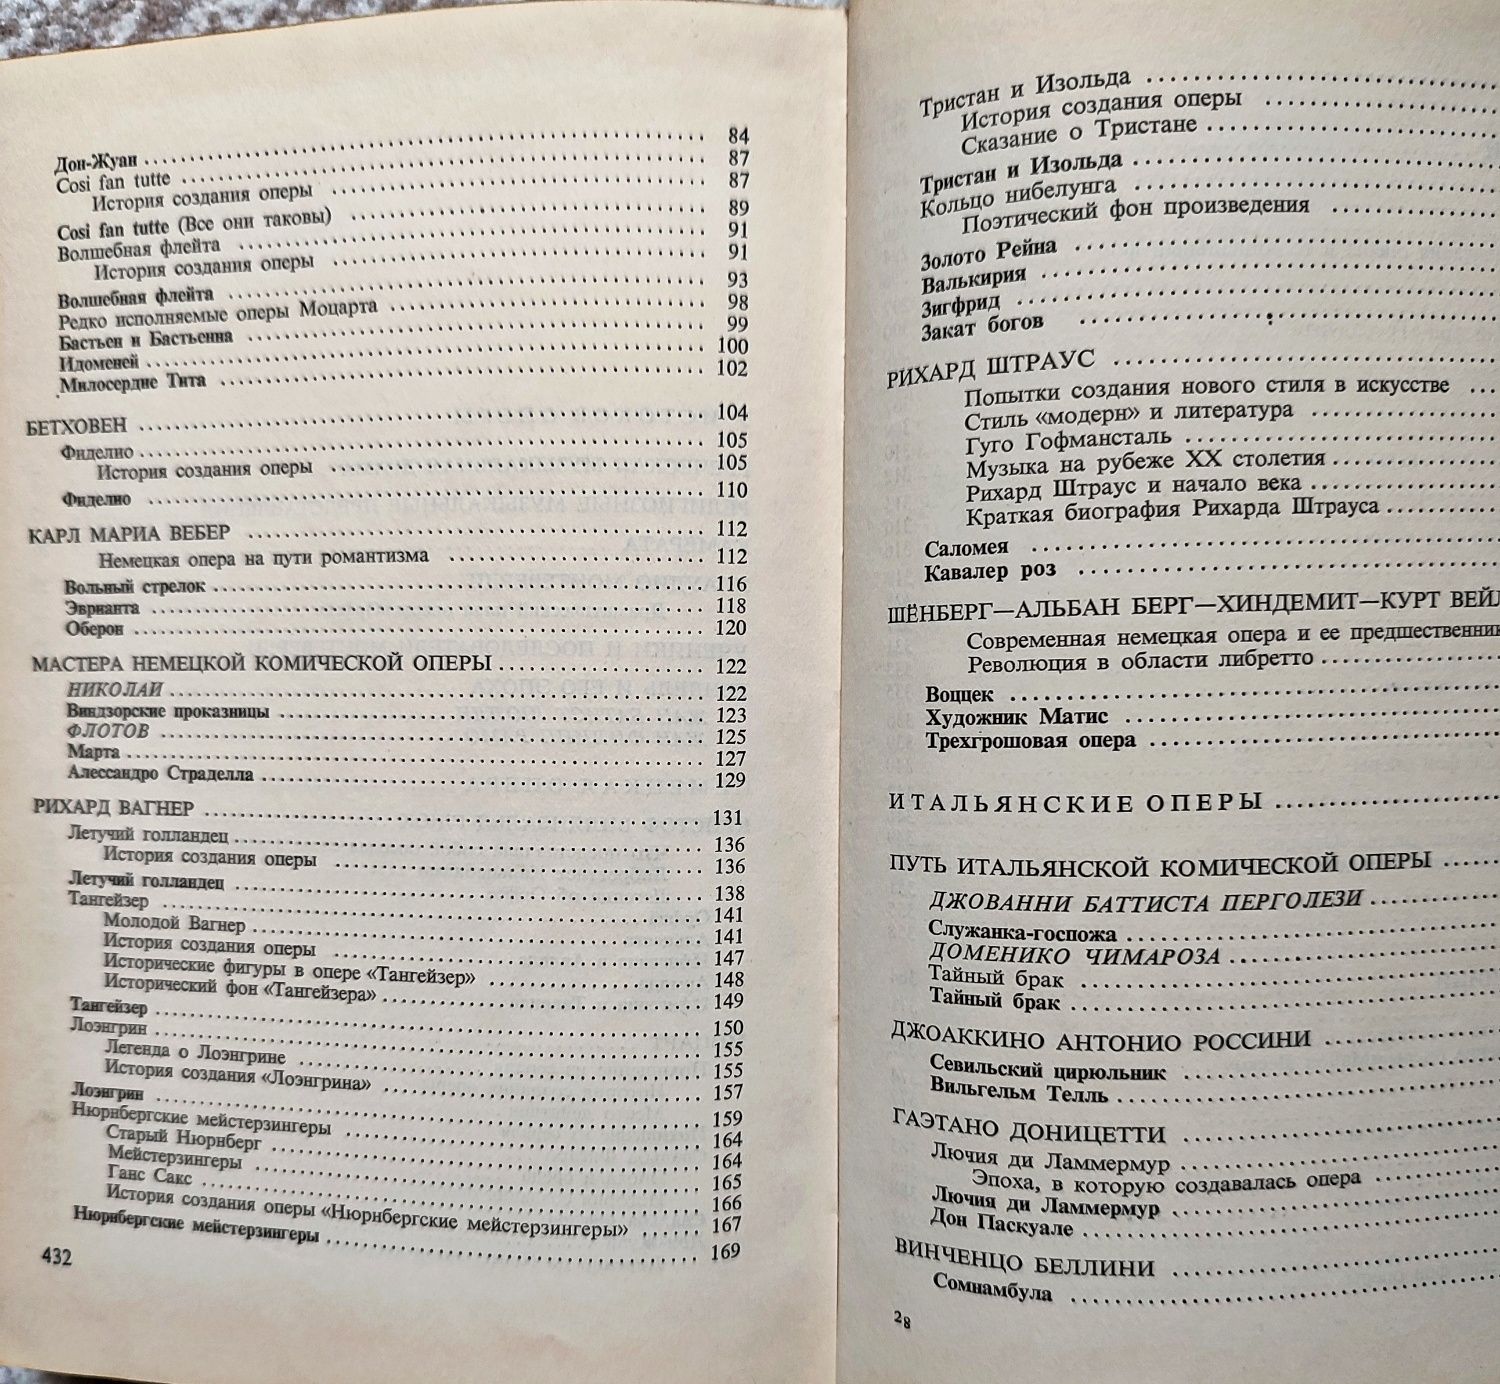 Дон-Жуан 84
Cosi fan tutte 87
История создания оперы 87
Cosi fan tutte (Все они таковы) 89
Волшебная флейта 91
История создания оперы 91
Волшебная флейта 93
Редко исполняемые оперы Моцарта 98
Бастьен и Бастьенна 99
Идоменей 100
Милосердие Тита 102
БЕТХОВЕН 104
Фиделио 105
История создания оперы 105
Фиделио 110
КАРЛ МАРИА ВЕБЕР 112
Немецкая опера на пути романтизма 112
Вольный стрелок 116
Эврианта 118
Оберон 120
МАСТЕРА НЕМЕЦКОЙ КОМИЧЕСКОЙ ОПЕРЫ 122
НИКОЛАИ 122
Виндзорские проказницы 123
ФЛОТОВ 125
Марта 127
Алессандро Страделла 129
РИХАРД ВАГНЕР 131
Летучий голландец 136
История создания оперы 136
Летучий голландец 138
Тангейзер 141
Молодой Вагнер 141
История создания оперы 147
Исторические фигуры в опере «Тангейзер» 148
Исторический фон «Тангейзера» 149
Тангейзер 150
Лоэнгрин 155
Легенда о Лоэнгрине 155
История создания «Лоэнгрина» 157
Лоэнгрин 159
Нюрнбергские мейстерзингеры 164
Старый Нюрнберг 164
Мейстерзингеры 165
Ганс Сакс 166
История создания оперы «Нюрнбергские мейстерзингеры» 167
Нюрнбергские мейстерзингеры 169
432
Тристан и Изольда
История создания оперы
Сказание о Тристане
Тристан и Изольда
Кольцо нибелунга
Поэтический фон произведения
Золото Рейна
Валькирия
Зигфрид
Закат богов
РИХАРД ШТРАУС
Попытки создания нового стиля в искусстве
Стиль «модерн» и литература
Гуго Гофмансталь
Музыка на рубеже XX столетия
Рихард Штраус и начало века
Краткая биография Рихарда Штрауса
Саломея
Кавалер роз
ШЁНБЕРГ—АЛЬБАН БЕРГ—ХИНДЕМИТ—КУРТ ВЕЙЛ
Современная немецкая опера и ее предшественник
Революция в области либретто
Воццек
Художник Матис
Трехгрошовая опера
ИТАЛЬЯНСКИЕ ОПЕРЫ
ПУТЬ ИТАЛЬЯНСКОЙ КОМИЧЕСКОЙ ОПЕРЫ
ДЖОВАННИ БАТТИСТА ПЕРГОЛЕЗИ
Служанка-госпожа
ДОМЕНИКО ЧИМАРОЗА
Тайный брак
Тайный брак
ДЖОАККИНО АНТОНИО РОССИНИ
Севильский цирюльник
Вильгельм Телль
ГАЭТАНО ДОНИЦЕТТИ
Лючия ди Ламмермур
Эпоха, в которую создавалась опера
Лючия ди Ламмермур
Дон Паскуале
ВИНЧЕНЦО БЕЛЛИНИ
Сомнамбула
28